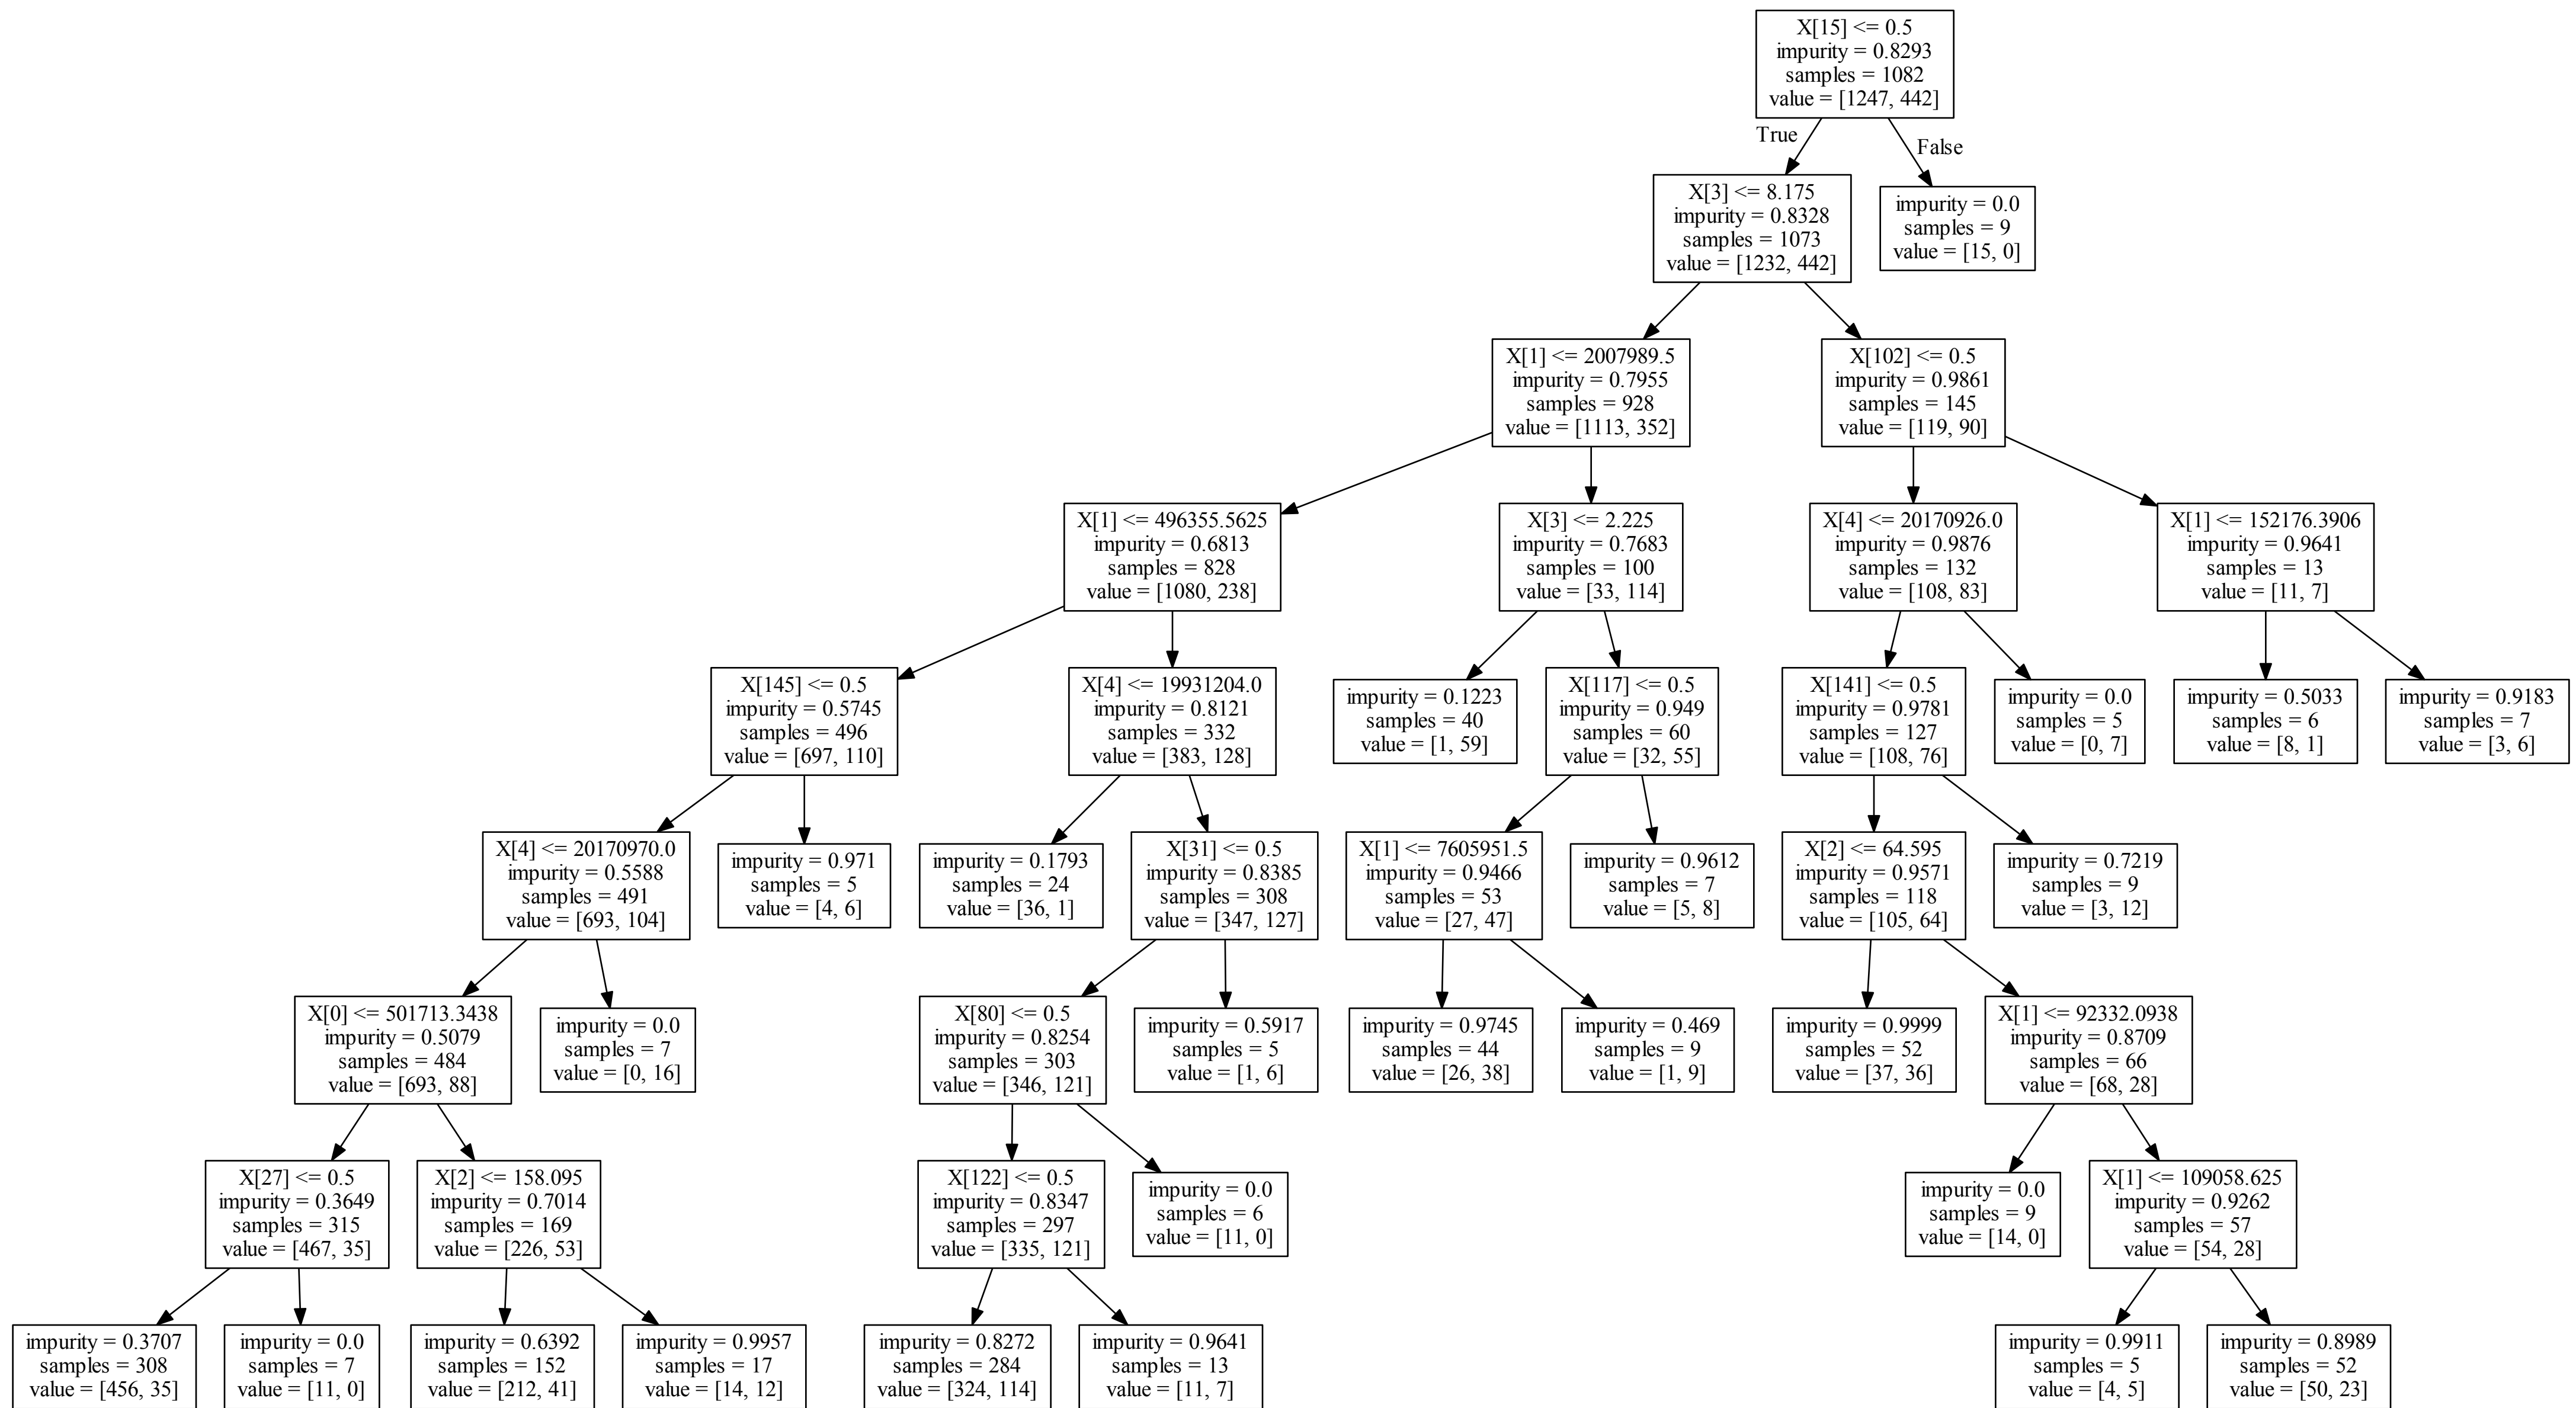 X[15] <= 0.5
impurity = 0.8293
samples = 1082
value = [1247, 442]
True
False
X[3] <= 8.175
impurity = 0.8328
samples = 1073
value = [1232, 442]
impurity = 0.0
samples = 9
value = [15, 0]
X[1] <= 2007989.5
impurity = 0.7955
samples = 928
value = [1113, 352]
X[102] <= 0.5
impurity = 0.9861
samples = 145
value = [119, 90]
X[1] <= 496355.5625
impurity = 0.6813
samples = 828
value = [1080, 238]
X[3] <= 2.225
impurity = 0.7683
samples = 100
value = [33, 114]
X[4] <= 20170926.0
impurity = 0.9876
samples = 132
value = [108, 83]
X[1] <= 152176.3906
impurity = 0.9641
samples = 13
value = [11, 7]
X[145] <= 0.5
impurity = 0.5745
samples = 496
value = [697, 110]
X[4] <= 19931204.0
impurity = 0.8121
samples = 332
value = [383, 128]
impurity = 0.1223
samples = 40
value = [1, 59]
X[117] <= 0.5
impurity = 0.949
samples = 60
value = [32, 55]
X[141] <= 0.5
impurity = 0.9781
samples = 127
value = [108, 76]
impurity = 0.0
samples = 5
value = [0, 7]
impurity = 0.5033
samples = 6
value = [8, 1]
impurity = 0.9183
samples = 7
value = [3, 6]
X[4] <= 20170970.0
impurity = 0.5588
samples = 491
value = [693, 104]
impurity = 0.971
samples = 5
value = [4, 6]
impurity = 0.1793
samples = 24
value = [36, 1]
X[31] <= 0.5
impurity = 0.8385
samples = 308
value = [347, 127]
X[1] <= 7605951.5
impurity = 0.9466
samples = 53
value = [27, 47]
impurity = 0.9612
samples = 7
value = [5, 8]
X[2] <= 64.595
impurity = 0.9571
samples = 118
value = [105, 64]
impurity = 0.7219
samples = 9
value = [3, 12]
X[0] <= 501713.3438
impurity = 0.5079
samples = 484
value = [693, 88]
impurity = 0.0
samples = 7
value = [0, 16]
X[80] <= 0.5
impurity = 0.8254
samples = 303
value = [346, 121]
impurity = 0.5917
samples = 5
value = [1, 6]
impurity = 0.9745
samples = 44
value = [26, 38]
impurity = 0.469
samples = 9
value = [1, 9]
impurity = 0.9999
samples = 52
value = [37, 36]
X[1] <= 92332.0938
impurity = 0.8709
samples = 66
value = [68, 28]
X[27] <= 0.5
impurity = 0.3649
samples = 315
value = [467, 35]
X[2] <= 158.095
impurity = 0.7014
samples = 169
value = [226, 53]
X[122] <= 0.5
impurity = 0.8347
samples = 297
value = [335, 121]
impurity = 0.0
samples = 6
value = [11, 0]
impurity = 0.0
samples = 9
value = [14, 0]
X[1] <= 109058.625
impurity = 0.9262
samples = 57
value = [54, 28]
impurity = 0.3707
samples = 308
value = [456, 35]
impurity = 0.0
samples = 7
value = [11, 0]
impurity = 0.6392
samples = 152
value = [212, 41]
impurity = 0.9957
samples = 17
value = [14, 12]
impurity = 0.8272
samples = 284
value = [324, 114]
impurity = 0.9641
samples = 13
value = [11, 7]
impurity = 0.9911
samples = 5
value = [4, 5]
impurity = 0.8989
samples = 52
value = [50, 23]